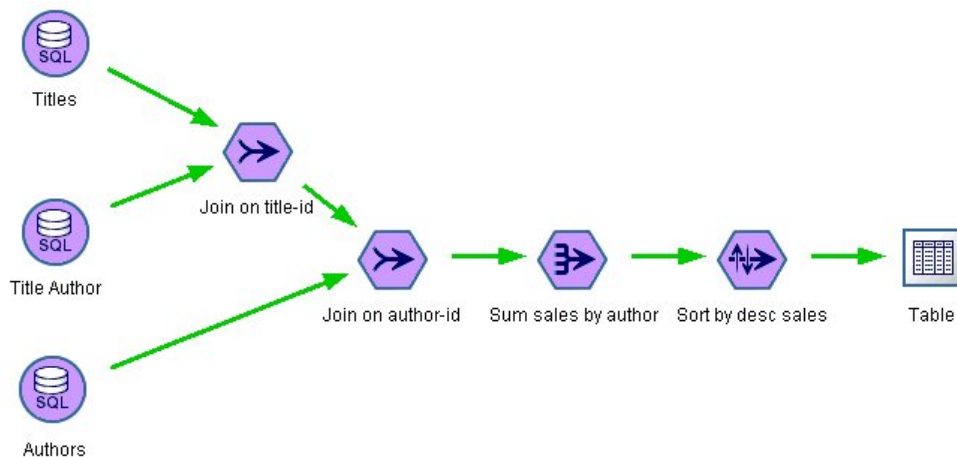 SQL
Titles
Join on title-id
SQL
Title Author
Join on author-id
Sum sales by author
Sort by desc sales
Table
SQL
Authors